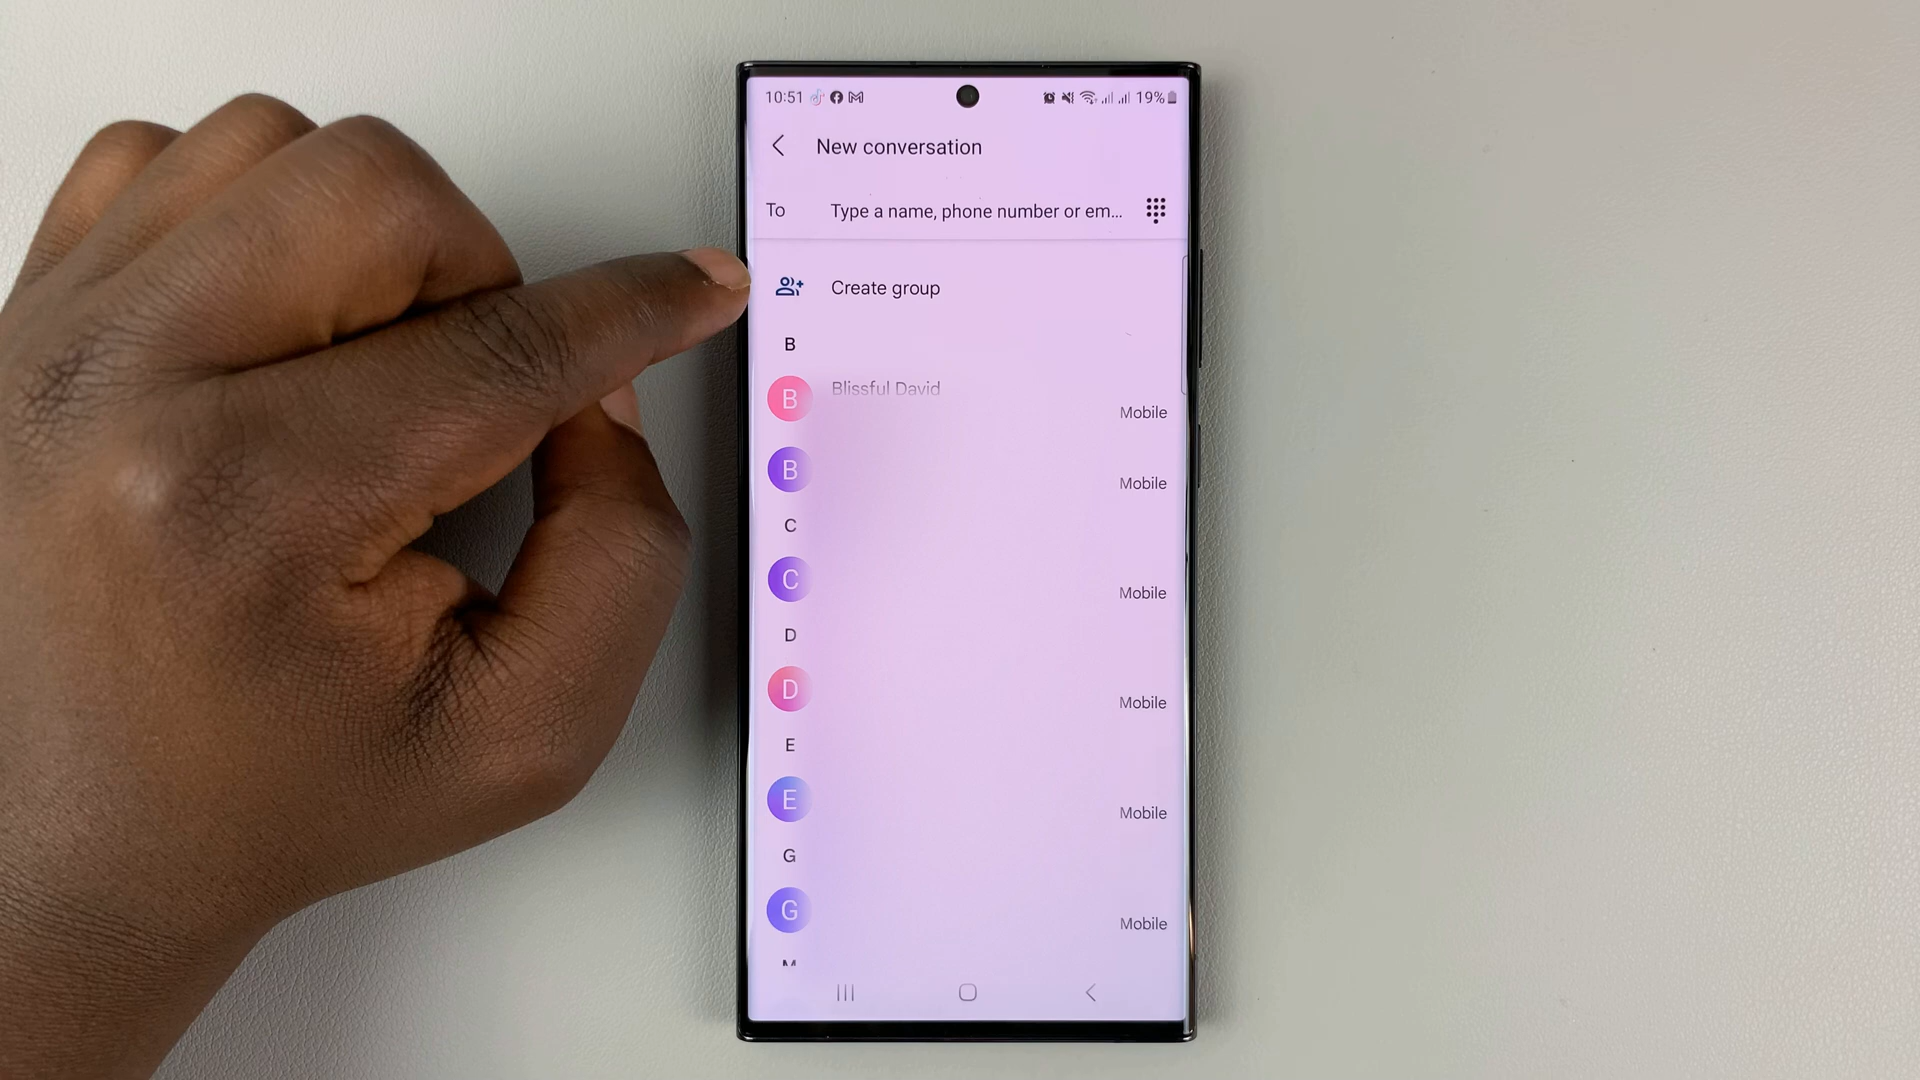 10:51 19%
New conversation
To Type a name, phone number or em...
Create group
B
B Blissful David
Mobile
B
Mobile
C
C
Mobile
D
D
Mobile
E
E
Mobile
G
G
Mobile